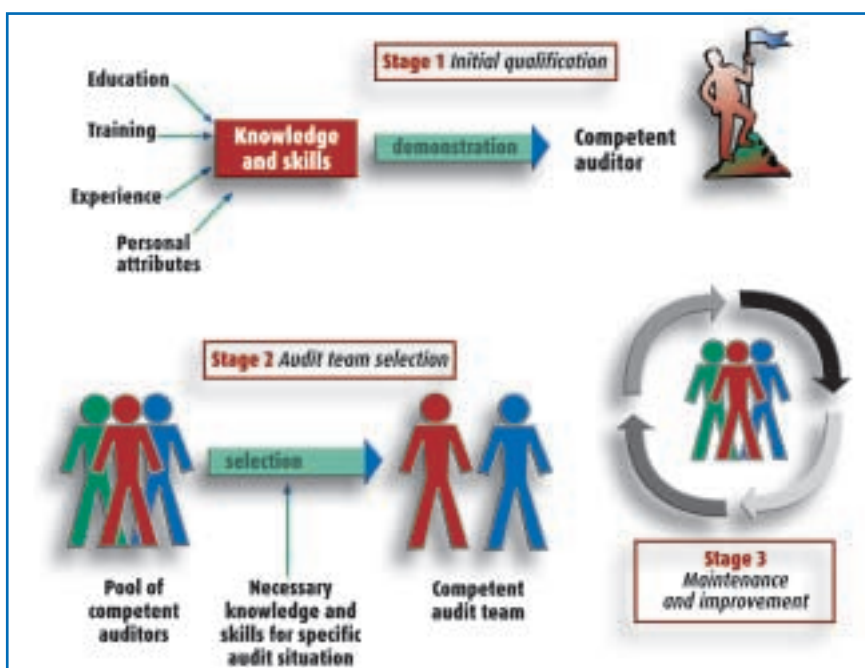 Stage 1 Initial qualification
Education
Training
Experience
Personal
attributes
Knowledge
and skills
demonstration
Competent
auditor
Stage 2 Audit team selection
selection
Pool of
competent
auditors
Necessary
knowledge and
skills for specific
audit situation
Competent
audit team
Stage 3
Maintenance
and improvement